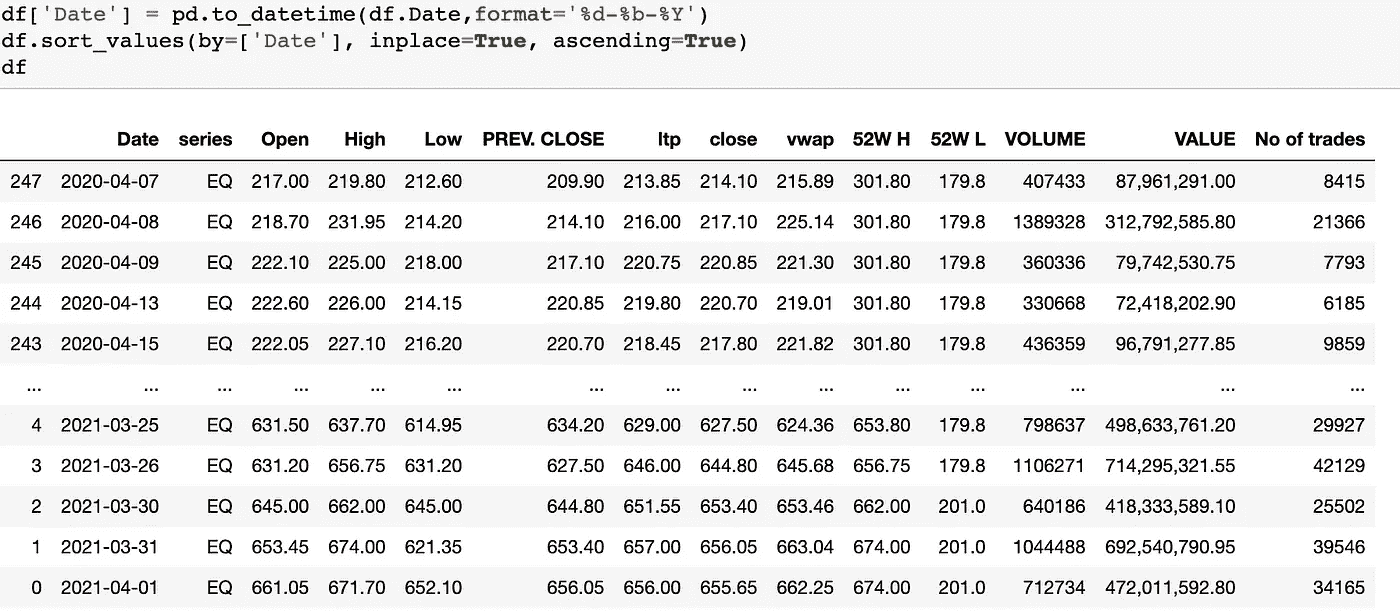 df['Date'] = pd.to_datetime(df.Date,format='%d-%b-%Y')
df.sort_values(by=['Date'], inplace=True, ascending=True)
df
Date series Open High Low PREV. CLOSE ltp close vwap 52W H 52W L VOLUME VALUE No of trades
247 2020-04-07 EQ 217.00 219.80 212.60 209.90 213.85 214.10 215.89 301.80 179.8 407433 87,961,291.00 8415
246 2020-04-08 EQ 218.70 231.95 214.20 214.10 216.00 217.10 225.14 301.80 179.8 1389328 312,792,585.80 21366
245 2020-04-09 EQ 222.10 225.00 218.00 217.10 220.75 220.85 221.30 301.80 179.8 360336 79,742,530.75 7793
244 2020-04-13 EQ 222.60 226.00 214.15 220.85 219.80 220.70 219.01 301.80 179.8 330668 72,418,202.90 6185
243 2020-04-15 EQ 222.05 227.10 216.20 220.70 218.45 217.80 221.82 301.80 179.8 436359 96,791,277.85 9859
... ... ... ... ... ... ... ... ... ... ... ... ... ... ...
4 2021-03-25 EQ 631.50 637.70 614.95 634.20 629.00 627.50 624.36 653.80 179.8 798637 498,633,761.20 29927
3 2021-03-26 EQ 631.20 656.75 631.20 627.50 646.00 644.80 645.68 656.75 179.8 1106271 714,295,321.55 42129
2 2021-03-30 EQ 645.00 662.00 645.00 644.80 651.55 653.40 653.46 662.00 201.0 640186 418,333,589.10 25502
1 2021-03-31 EQ 653.45 674.00 621.35 653.40 657.00 656.05 663.04 674.00 201.0 1044488 692,540,790.95 39546
0 2021-04-01 EQ 661.05 671.70 652.10 656.05 656.00 655.65 662.25 674.00 201.0 712734 472,011,592.80 34165